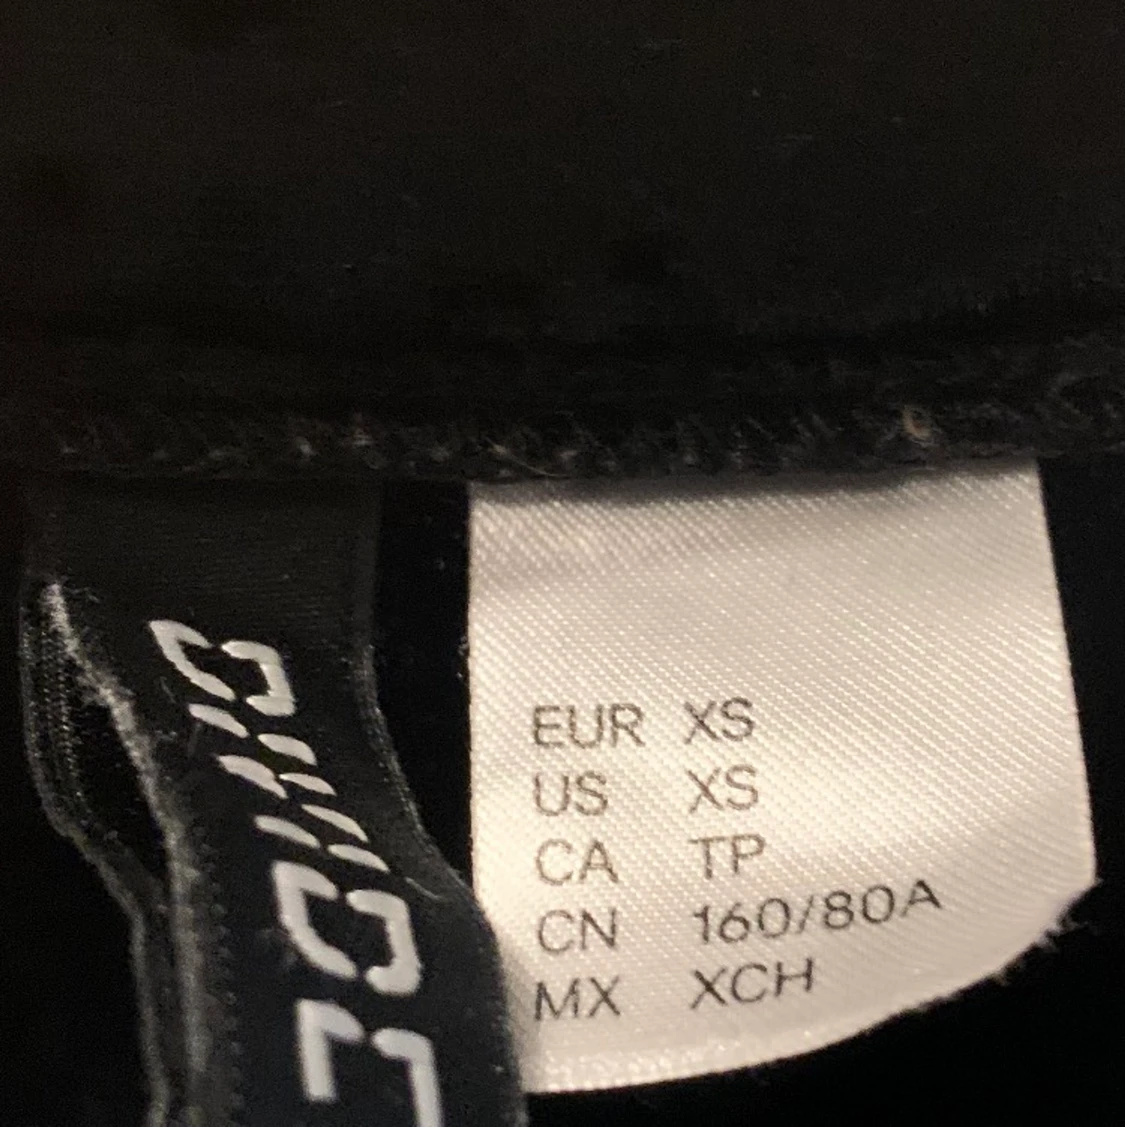 EUR XS
US XS
CA TP
CN 160/80A
MX XCH